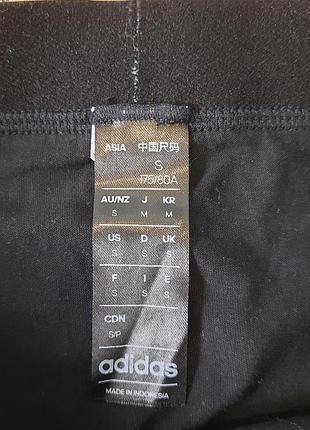 ASIA 中国尺码
S
175/80A
AU/NZ J KR
S M M
US D UK
S S S
F I E
S S S
CDN
S/P
adidas
MADE IN INDONESIA